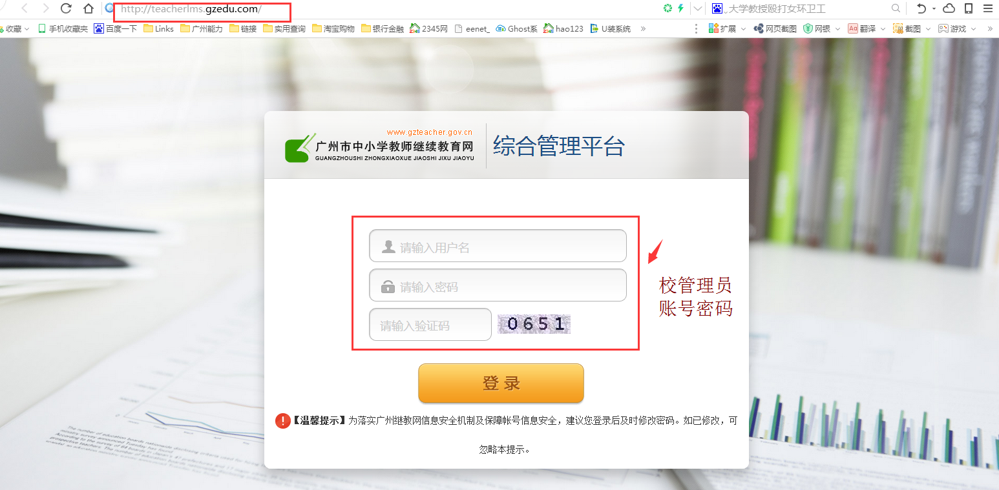 http://teacherlms.gzedu.com/
大学教授殴打女环卫工
收藏 手机收藏夹 百度一下 Links 广州能力 链接 实用查询 淘宝购物 银行金融 2345网 eenet_ Ghost系 hao123 U装系统 » 扩展 网页截图 网银 Aa 翻译 截图 游戏 »
www.gzteacher.gov.cn
广州市中小学教师继续教育网
GUANGZHOUSHI ZHONGXIAOXUE JIAOSHI JIXU JIAOYU
综合管理平台
请输入用户名
请输入密码
请输入验证码 0651
校管理员
账号密码
登 录
【温馨提示】为落实广州继教网信息安全机制及保障帐号信息安全，建议您登录后及时修改密码。如已修改，可
忽略本提示。